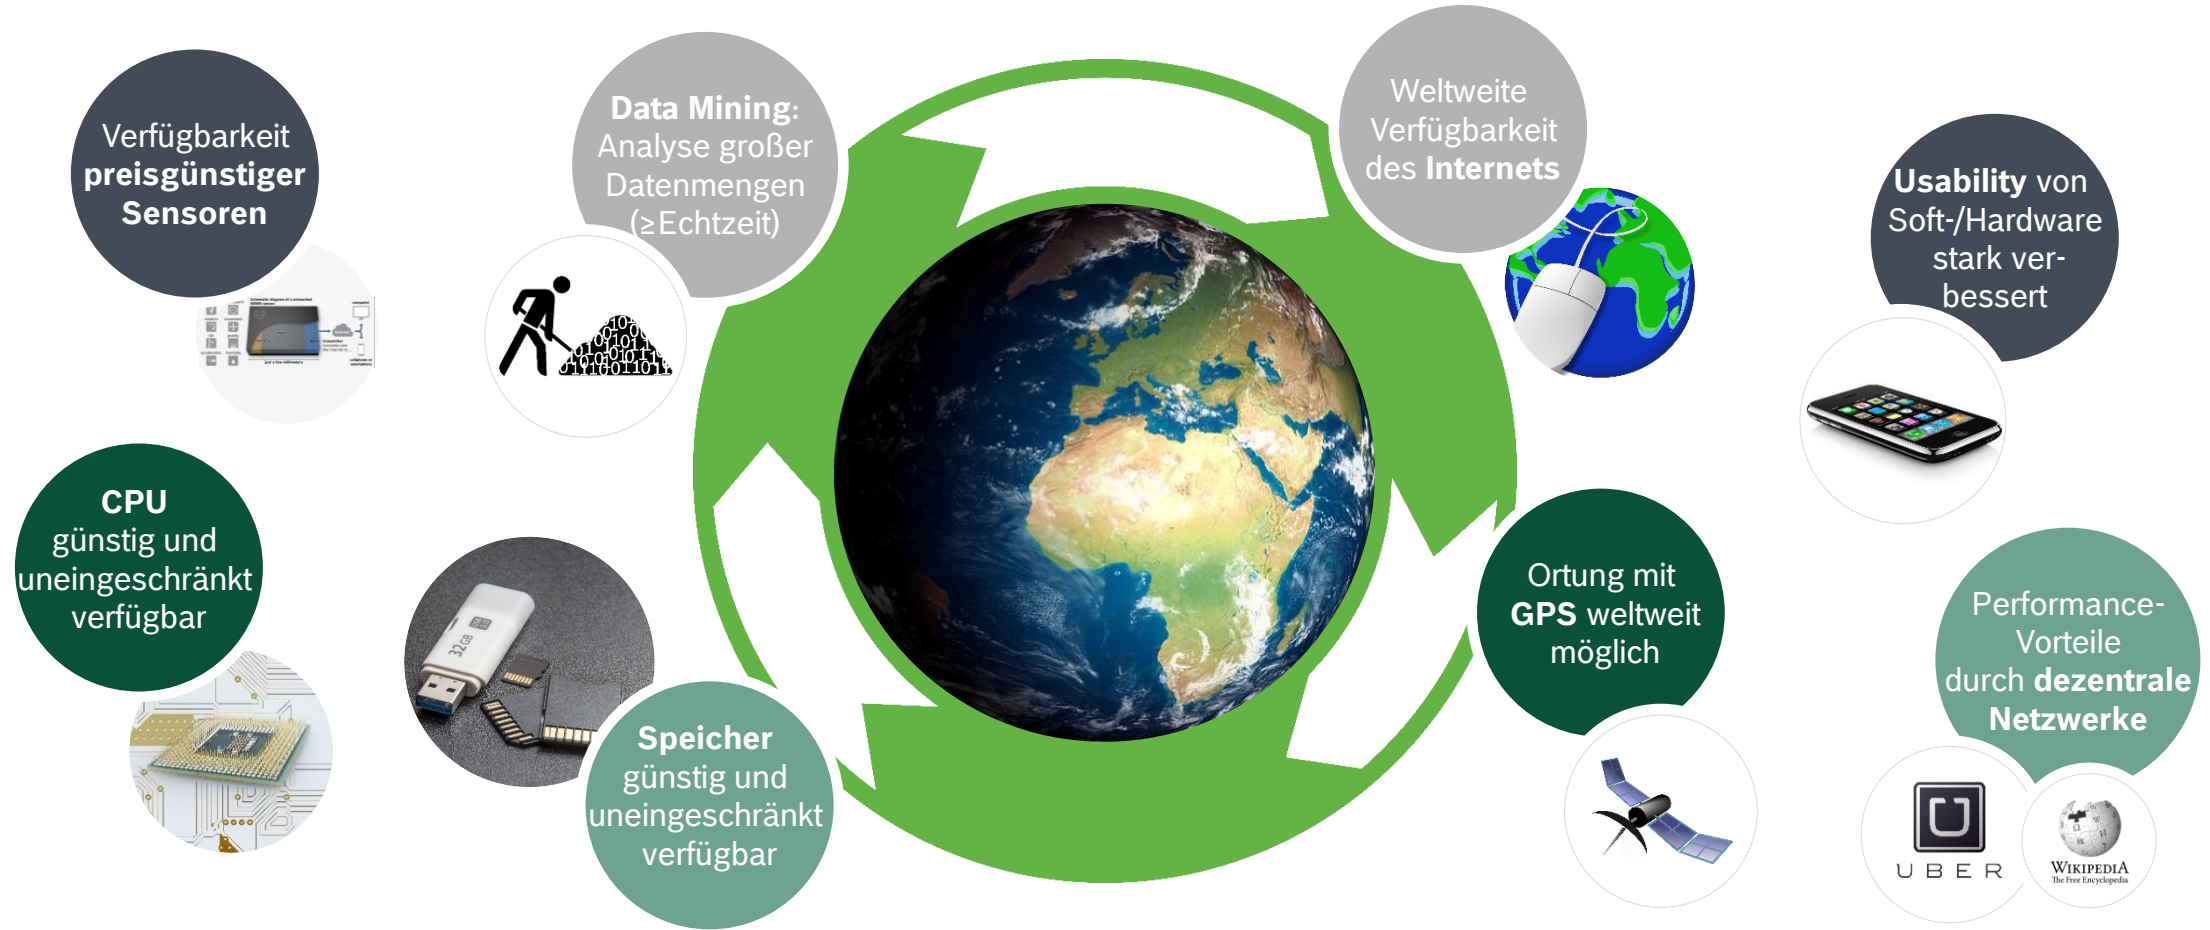 Verfügbarkeit
preisgünstiger
Sensoren
Data Mining:
Analyse großer
Datenmengen
(≥Echtzeit)
Weltweite
Verfügbarkeit
des Internets
Usability von
Soft-/Hardware
stark ver-
bessert
CPU
günstig und
uneingeschränkt
verfügbar
32GB
Speicher
günstig und
uneingeschränkt
verfügbar
Ortung mit
GPS weltweit
möglich
Performance-
Vorteile
durch dezentrale
Netzwerke
UBER
WIKIPEDIA
The Free Encyclopedia